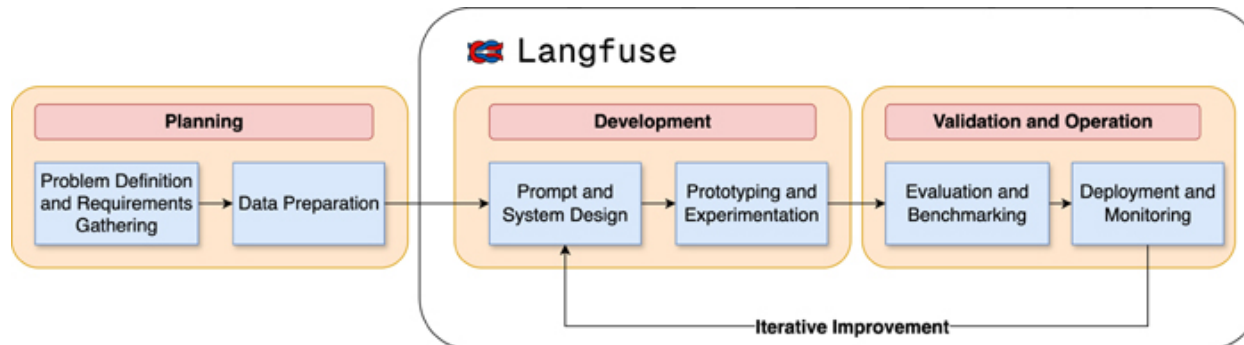 Langfuse
Planning
Problem Definition
and Requirements
Gathering
Data Preparation
Development
Prompt and
System Design
Prototyping and
Experimentation
Validation and Operation
Evaluation and
Benchmarking
Deployment and
Monitoring
Iterative Improvement